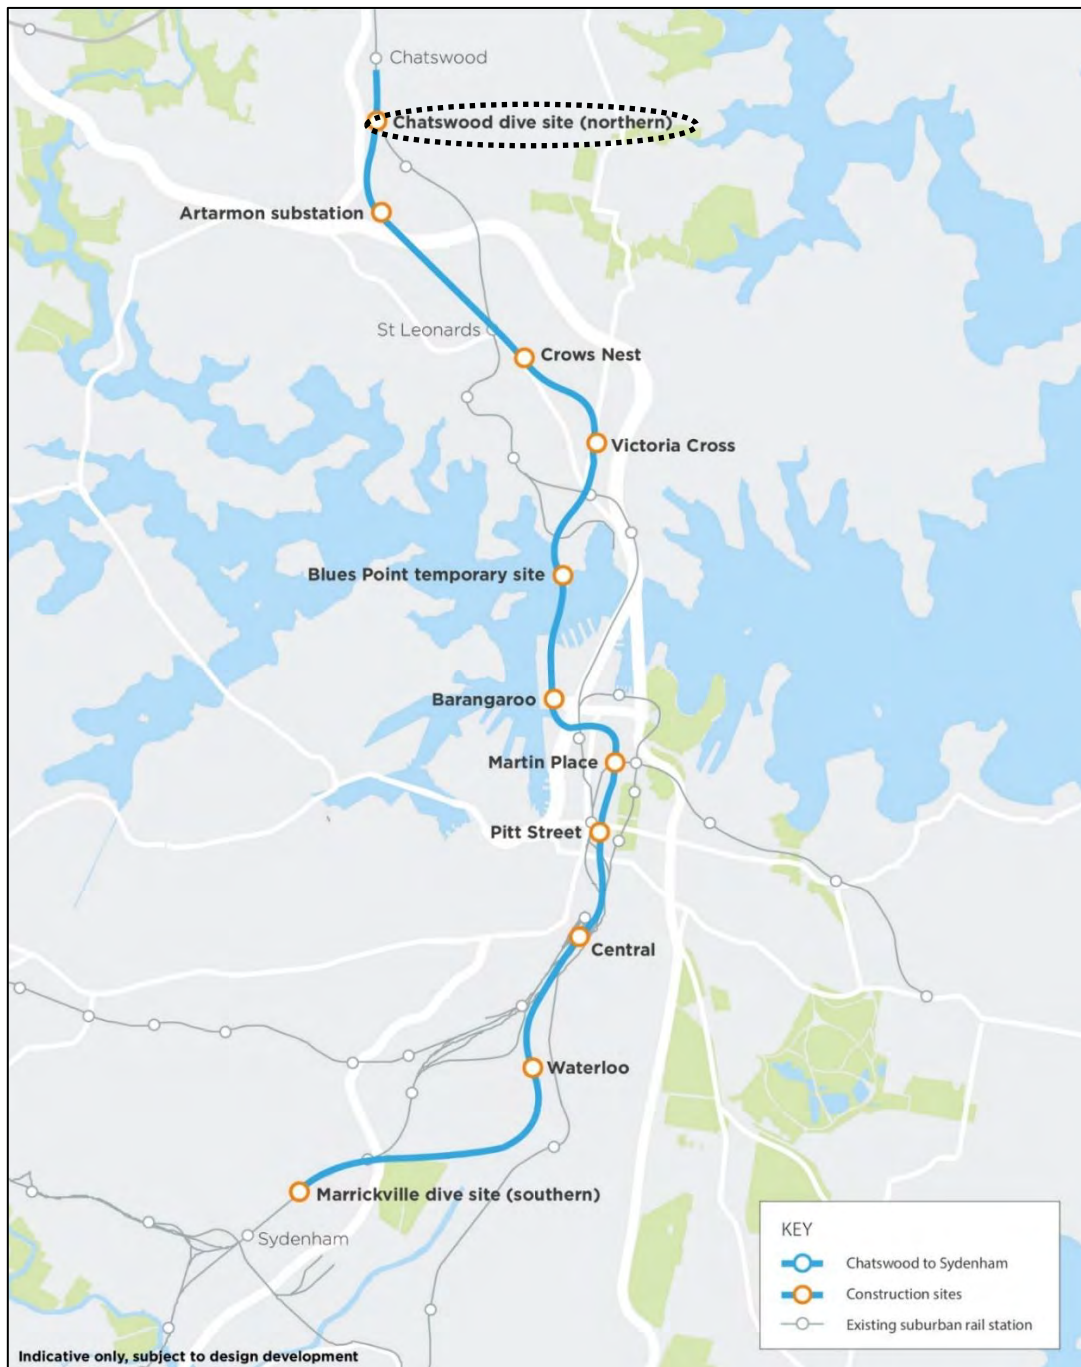 Chatswood
Chatswood dive site (northern)
Artarmon substation
St Leonards
Crows Nest
Victoria Cross
Blues Point temporary site
Barangaroo
Martin Place
Pitt Street
Central
Waterloo
Marrickville dive site (southern)
Sydenham
KEY
Chatswood to Sydenham
Construction sites
Existing suburban rail station
Indicative only, subject to design development